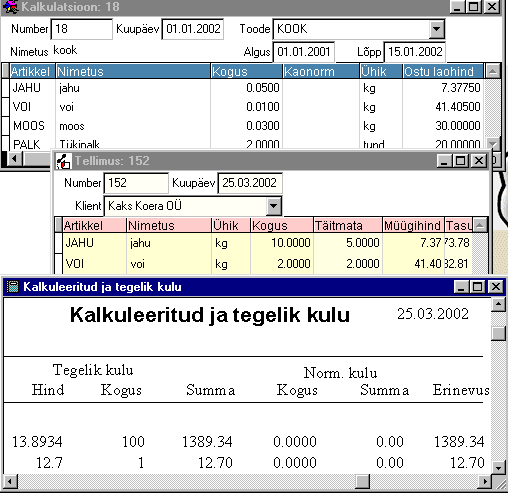 Kalkulatsioon: 18
Number 18 Kuupäev 01.01.2002 Toode KOOK
Nimetus kook Algus 01.01.2001 Lõpp 15.01.2002
Artikkel Nimetus Kogus Kaonorm Ühik Ostu laohind
JAHU jahu 0.0500 kg 7.37750
VOI voi 0.0100 kg 41.40500
MOOS moos 0.0300 kg 30.00000
PALK Tükipalk 2.0000 tund 20.00000
Tellimus: 152
Number 152 Kuupäev 25.03.2002
Klient Kaks Koera OÜ
Artikkel Nimetus Ühik Kogus Täitmata Müügihind Tasu
JAHU jahu kg 10.0000 5.0000 7.37 73.78
VOI voi kg 2.0000 2.0000 41.40 82.81
Kalkuleeritud ja tegelik kulu
Kalkuleeritud ja tegelik kulu 25.03.2002
Tegelik kulu Norm. kulu
Hind Kogus Summa Kogus Summa Erinevus
13.8934 100 1389.34 0.0000 0.00 1389.34
12.7 1 12.70 0.0000 0.00 12.70